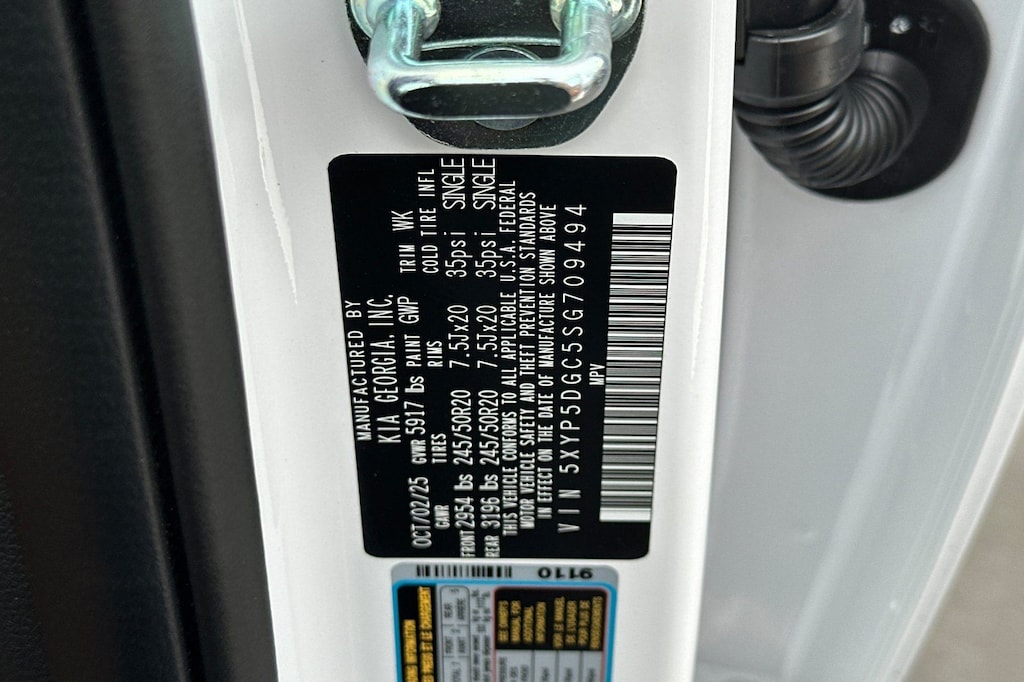 MANUFACTURED BY
KIA GEORGIA, INC.
OCT/02/25 GVWR 5917 lbs PAINT GWP TRIM WK
GAWR TIRES RIMS COLD TIRE INFL
FRONT 2954 lbs 245/50R20 7.5Jx20 35psi SINGLE
REAR 3196 lbs 245/50R20 7.5Jx20 35psi SINGLE
THIS VEHICLE CONFORMS TO ALL APPLICABLE U.S.A. FEDERAL
MOTOR VEHICLE SAFETY AND THEFT PREVENTION STANDARDS
IN EFFECT ON THE DATE OF MANUFACTURE SHOWN ABOVE
VIN 5XYP5DGC5SG709494
MPV
9110